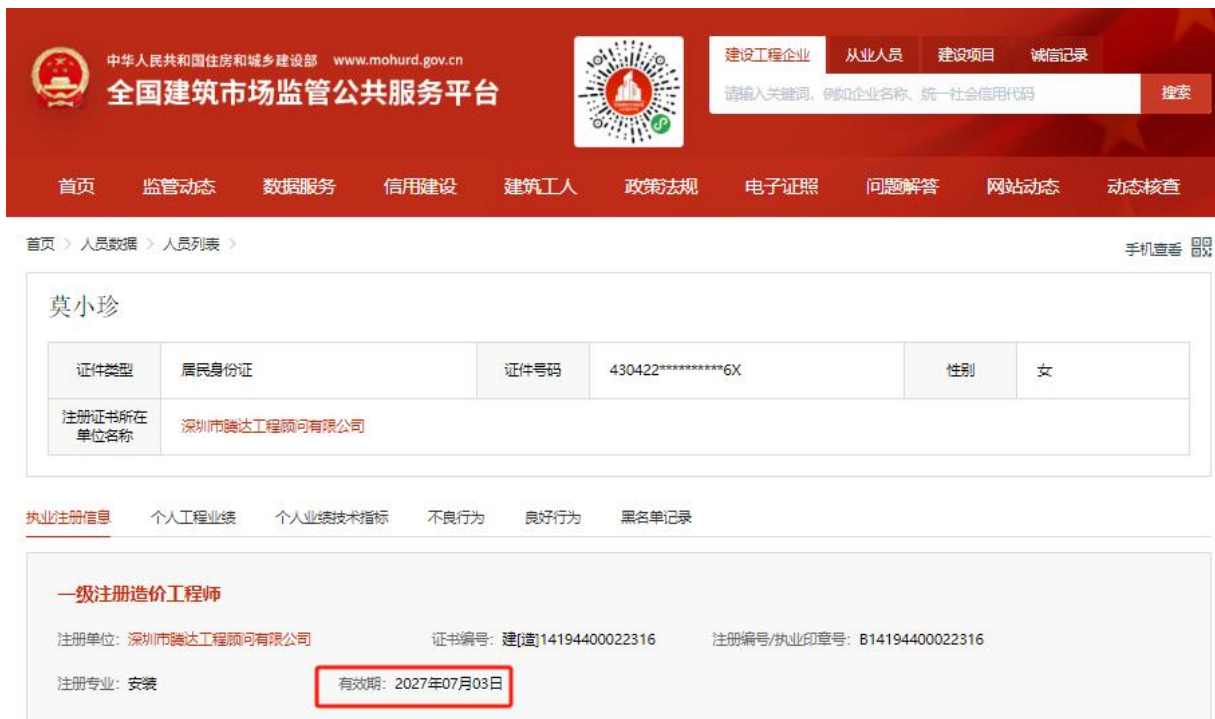 中华人民共和国住房和城乡建设部 www.mohurd.gov.cn
全国建筑市场监管公共服务平台
建设工程企业 从业人员 建设项目 诚信记录
请输入关键词，例如企业名称、统一社会信用代码 搜索
首页 监管动态 数据服务 信用建设 建筑工人 政策法规 电子证照 问题解答 网站动态 动态核查
首页 > 人员数据 > 人员列表 >
手机查看
莫小珍
证件类型 居民身份证 证件号码 430422**********6X 性别 女
注册证书所在
单位名称
深圳市腾达工程顾问有限公司
执业注册信息 个人工程业绩 个人业绩技术指标 不良行为 良好行为 黑名单记录
一级注册造价工程师
注册单位：深圳市腾达工程顾问有限公司 证书编号：建[造]14194400022316 注册编号/执业印章号：B14194400022316
注册专业：安装 有效期：2027年07月03日